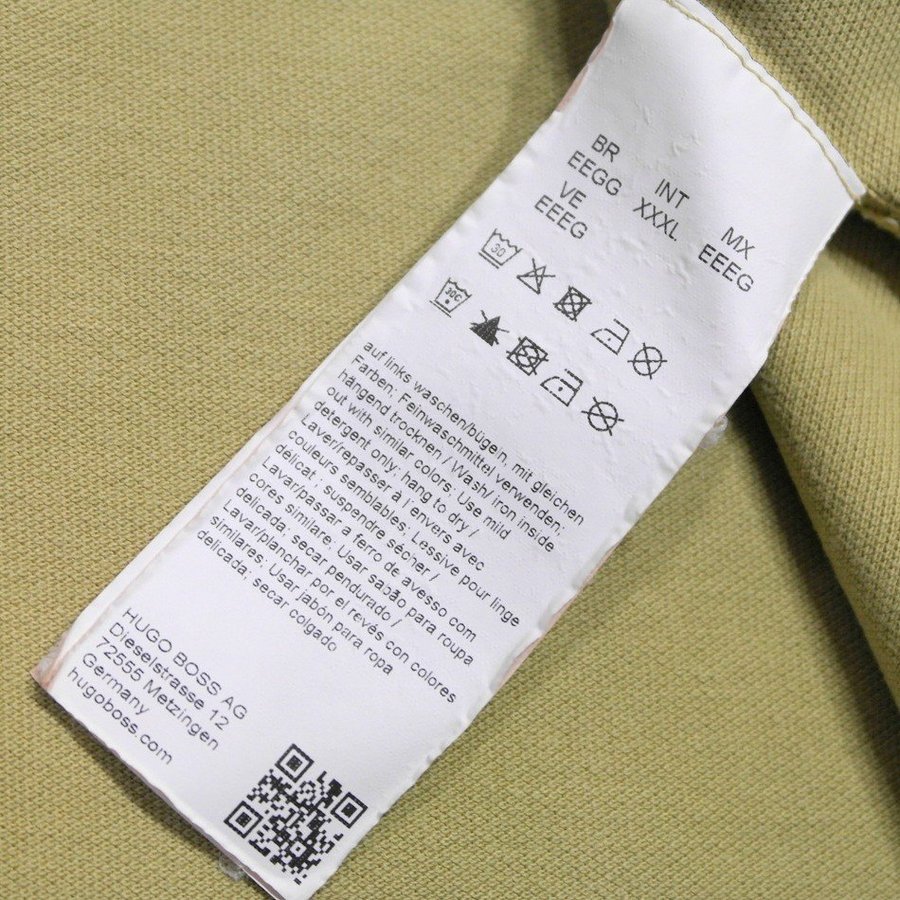 BR
EEGG
VE
EEEG
INT
XXXL
MX
EEEG
30
30C
auf links waschen/bügeln, mit gleichen
Farben, Feinwaschmittel verwenden;
hängend trocknen / Wash/ iron inside
out with similar colors. Use mild
detergent only; hang to dry /
Laver/repasser à l'envers avec
couleurs semblables. Lessive pour linge
délicat ; suspendre sécher /
Lavar/passar a ferro de avesso com
cores similare. Usar sabão para roupa
delicada ; secar pendurado /
Lavar/planchar por el revés con colores
similares; Usar jabón para ropa
delicada; secar colgado
HUGO BOSS AG
Dieselstrasse 12
72555 Metzingen
Germany
hugoboss.com